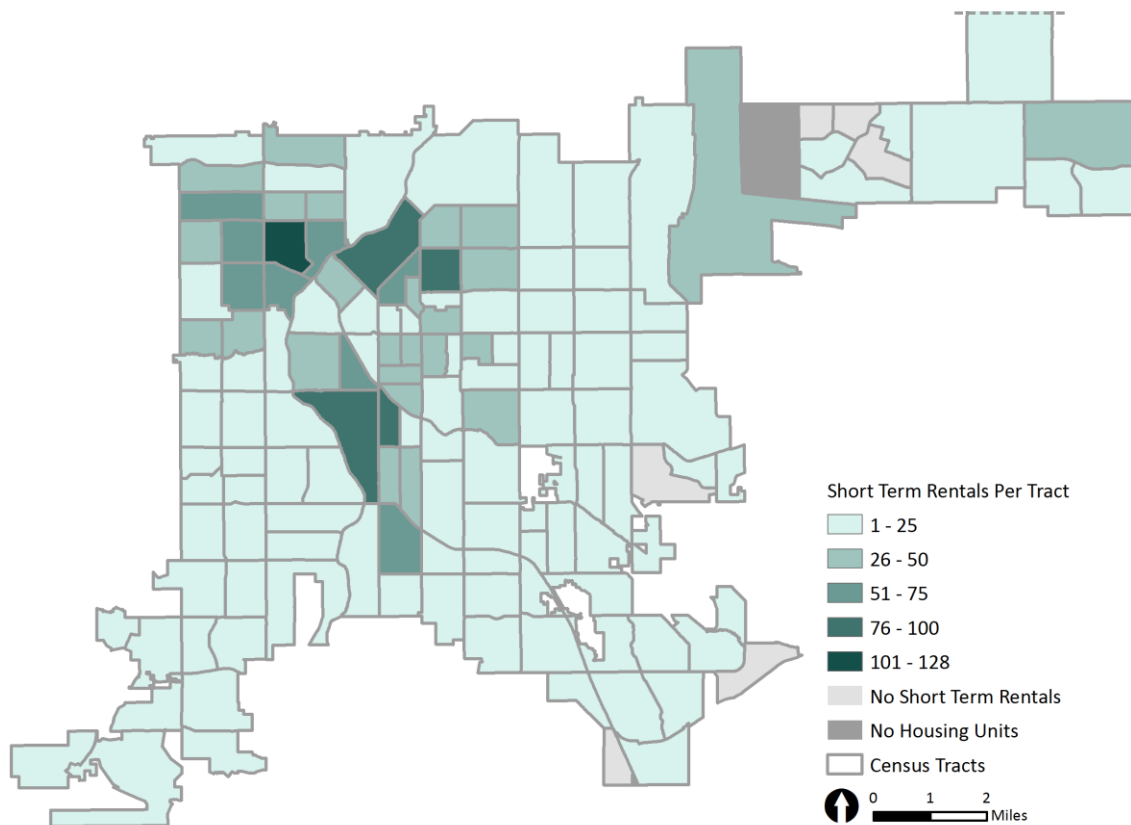 Short Term Rentals Per Tract
1 - 25
26 - 50
51 - 75
76 - 100
101 - 128
No Short Term Rentals
No Housing Units
Census Tracts
0 1 2
Miles